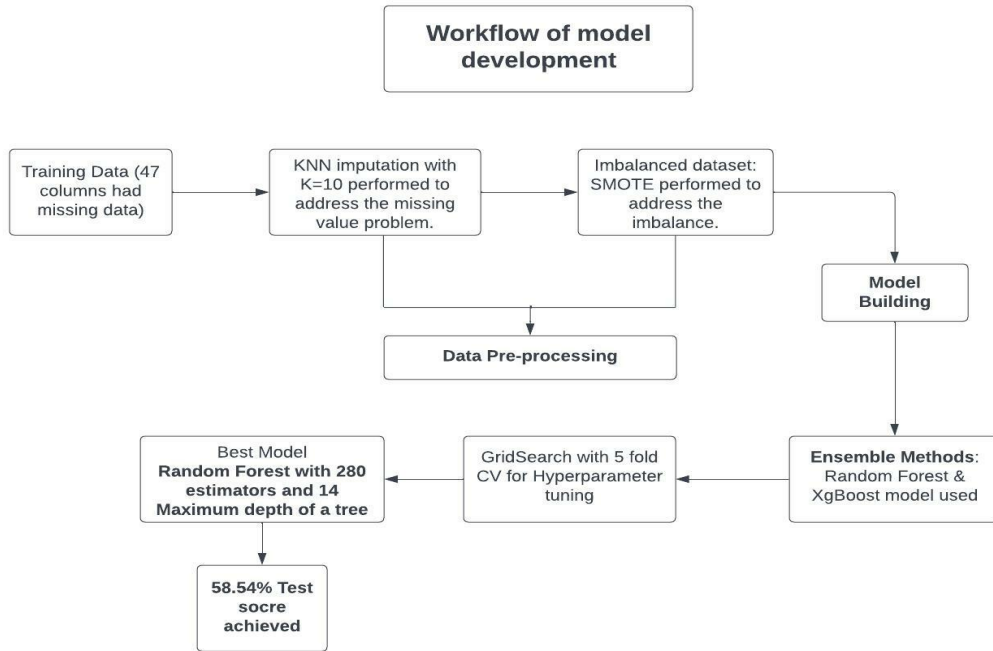 Workflow of model
development
Training Data (47
columns had
missing data)
KNN imputation with
K=10 performed to
address the missing
value problem.
Imbalanced dataset:
SMOTE performed to
address the
imbalance.
Model
Building
Data Pre-processing
Ensemble Methods:
Random Forest &
XgBoost model used
GridSearch with 5 fold
CV for Hyperparameter
tuning
Best Model
Random Forest with 280
estimators and 14
Maximum depth of a tree
58.54% Test
socre
achieved